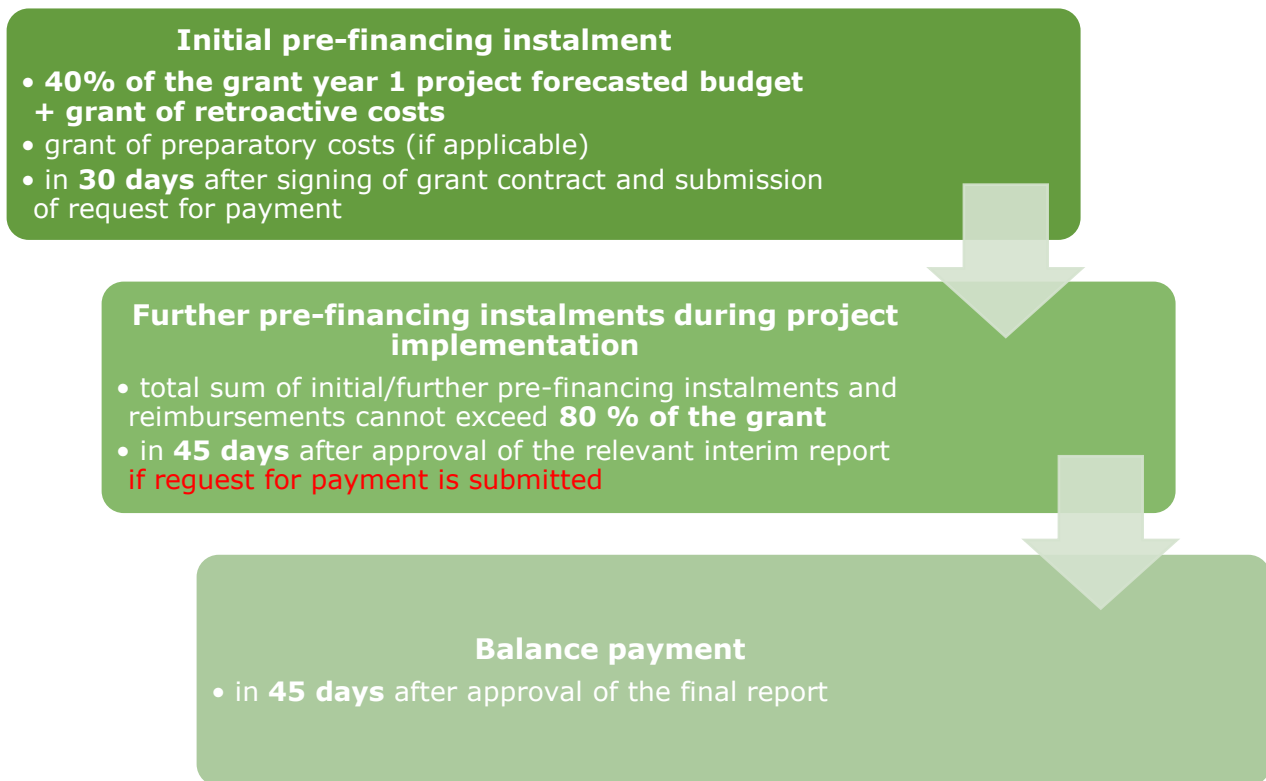 Initial pre-financing instalment
• 40% of the grant year 1 project forecasted budget
+ grant of retroactive costs
• grant of preparatory costs (if applicable)
• in 30 days after signing of grant contract and submission
of request for payment
Further pre-financing instalments during project
implementation
• total sum of initial/further pre-financing instalments and
reimbursements cannot exceed 80 % of the grant
• in 45 days after approval of the relevant interim report
if reguest for payment is submitted
Balance payment
• in 45 days after approval of the final report